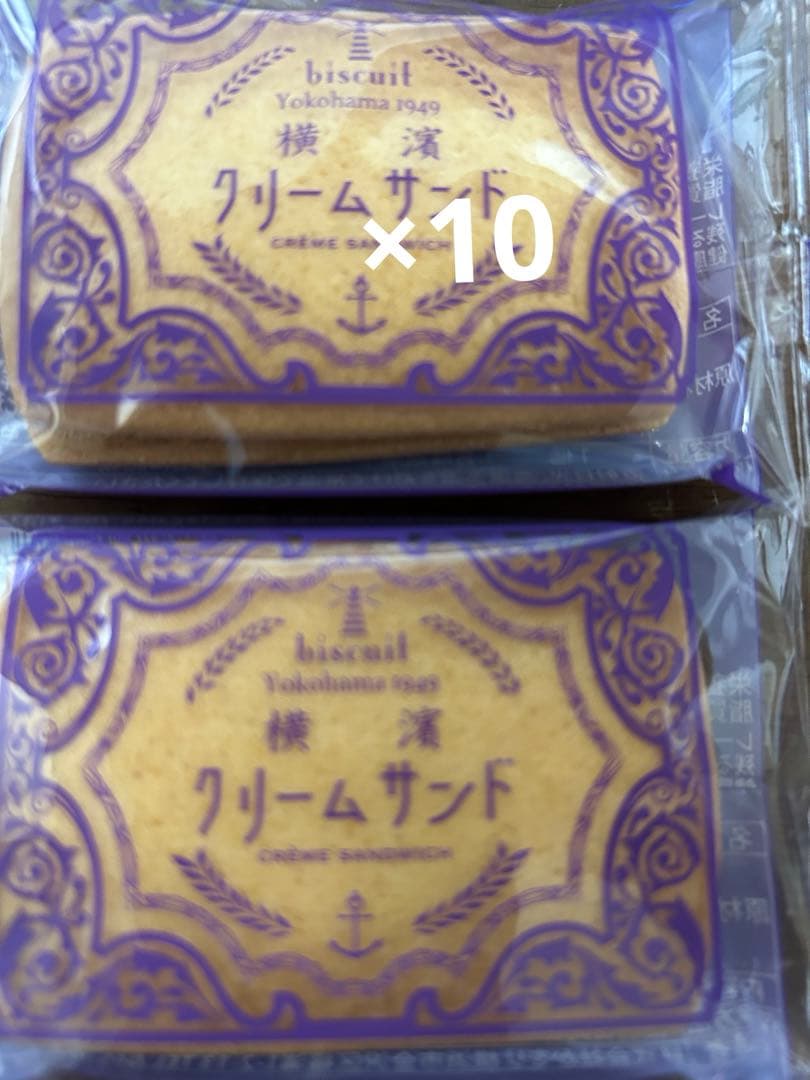 biscuit
Yokohama 1949
横濱
クリームサンド
CRÈME SANDWICH
×10
biscuit
Yokohama 1949
横濱
クリームサンド
CRÈME SANDWICH